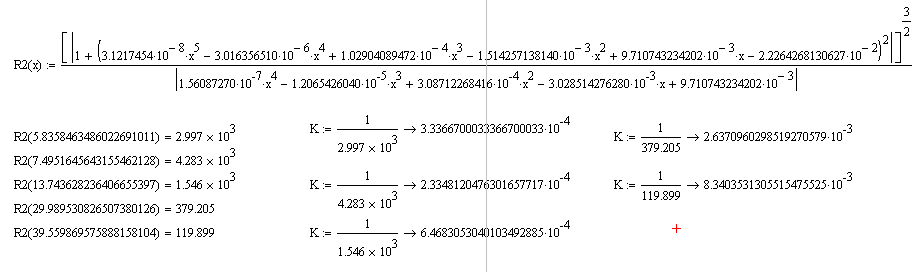 R2(x) := [ | 1 + (3.1217454·10^-8·x^5 − 3.016356510·10^-6·x^4 + 1.02904089472·10^-4·x^3 − 1.514257138140·10^-3·x^2 + 9.710743234202·10^-3·x − 2.2264268130627·10^-2)^2 | ]^(3/2) / | 1.56087270·10^-7·x^4 − 1.2065426040·10^-5·x^3 + 3.08712268416·10^-4·x^2 − 3.028514276280·10^-3·x + 9.710743234202·10^-3 |
R2(5.8358463486022691011) = 2.997 × 10^3
R2(7.4951645643155462128) = 4.283 × 10^3
R2(13.743628236406655397) = 1.546 × 10^3
R2(29.989530826507380126) = 379.205
R2(39.559869575888158104) = 119.899
K := 1 / 2.997 × 10^3 → 3.3366700033366700033·10^-4
K := 1 / 4.283 × 10^3 → 2.3348120476301657717·10^-4
K := 1 / 1.546 × 10^3 → 6.4683053040103492885·10^-4
K := 1 / 379.205 → 2.6370960298519270579·10^-3
K := 1 / 119.899 → 8.3403531305515475525·10^-3